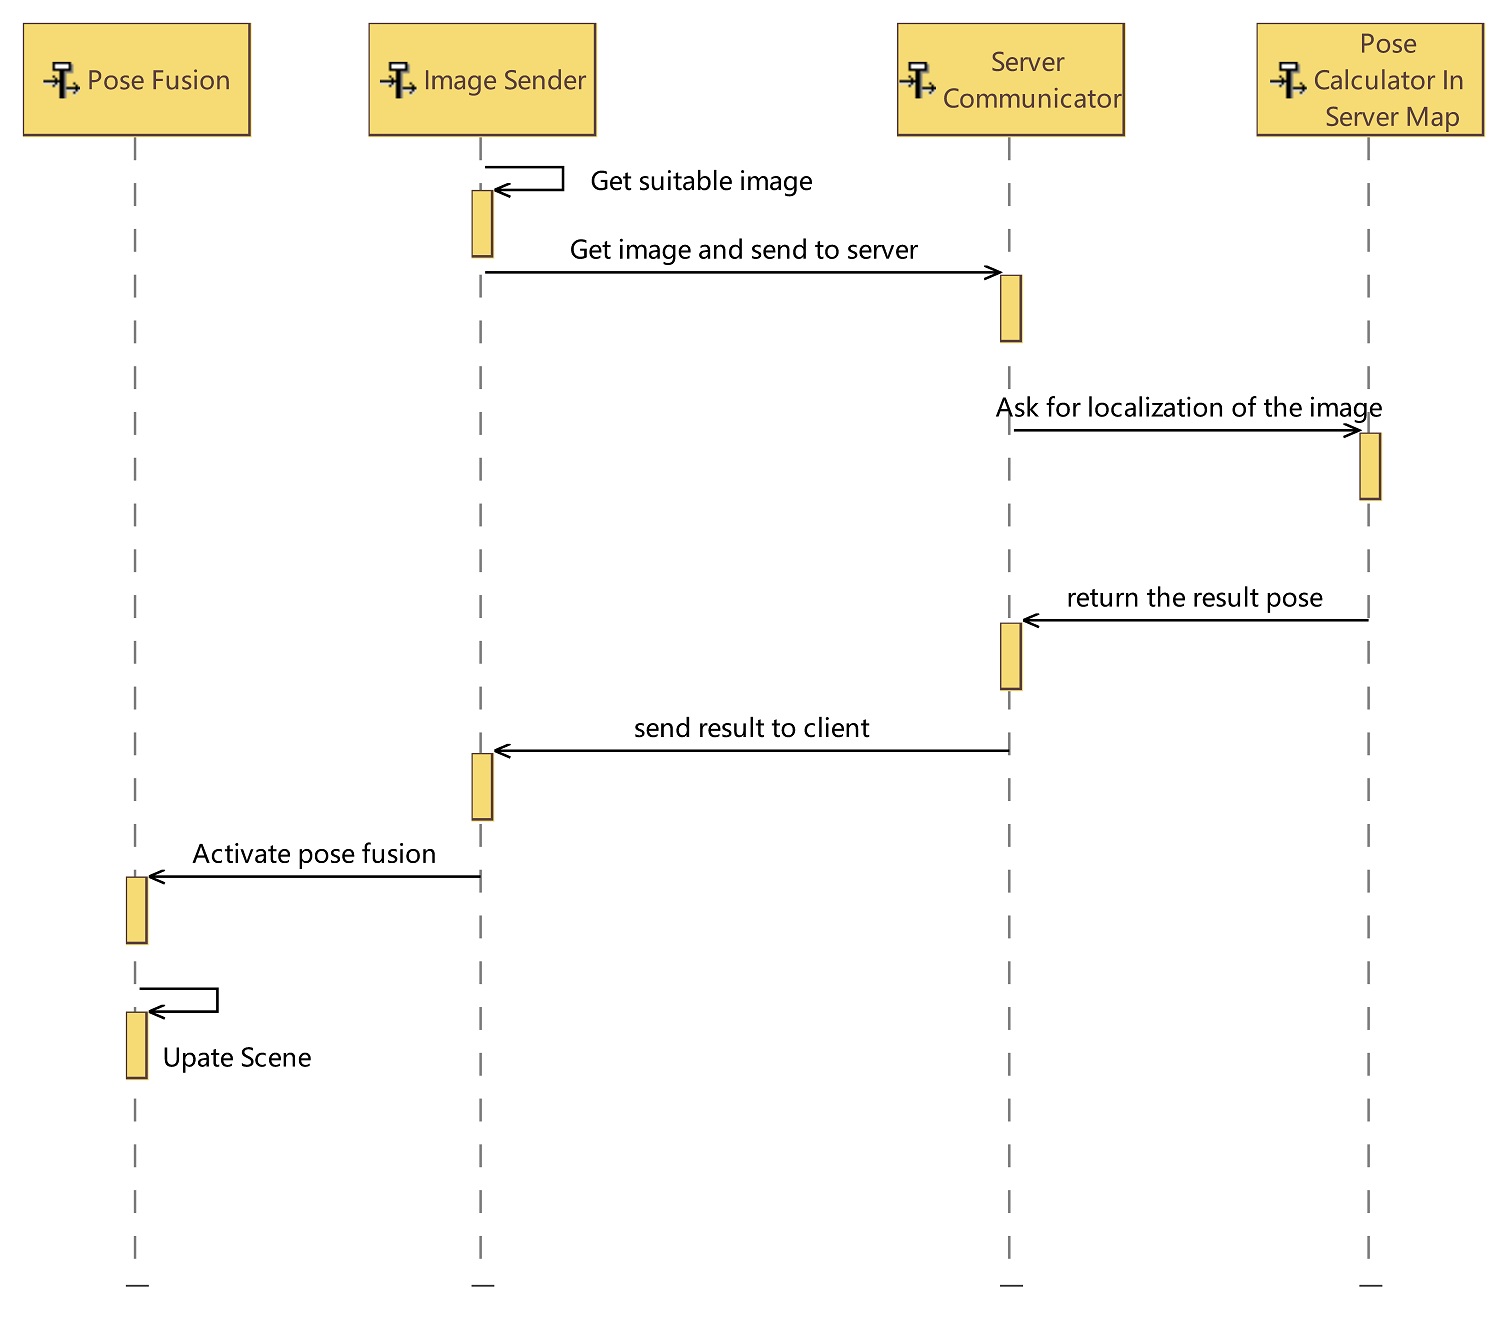 Pose Fusion
Image Sender
Server
Communicator
Pose
Calculator In
Server Map
Get suitable image
Get image and send to server
Ask for localization of the image
return the result pose
send result to client
Activate pose fusion
Upate Scene